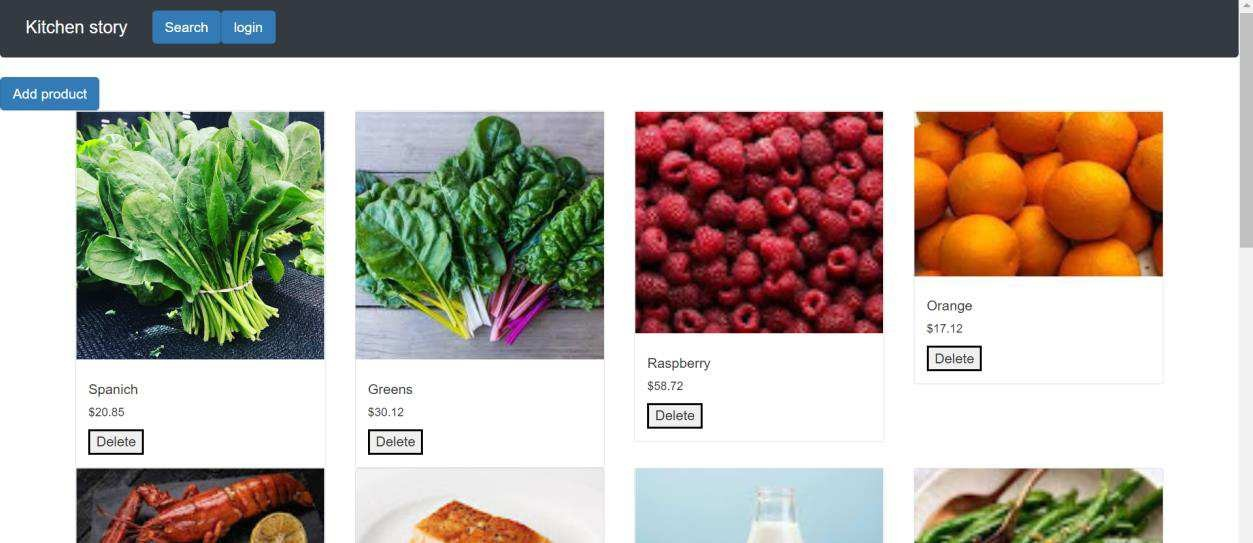 Kitchen story Search login
Add product
Spanich
$20.85
Delete
Greens
$30.12
Delete
Raspberry
$58.72
Delete
Orange
$17.12
Delete